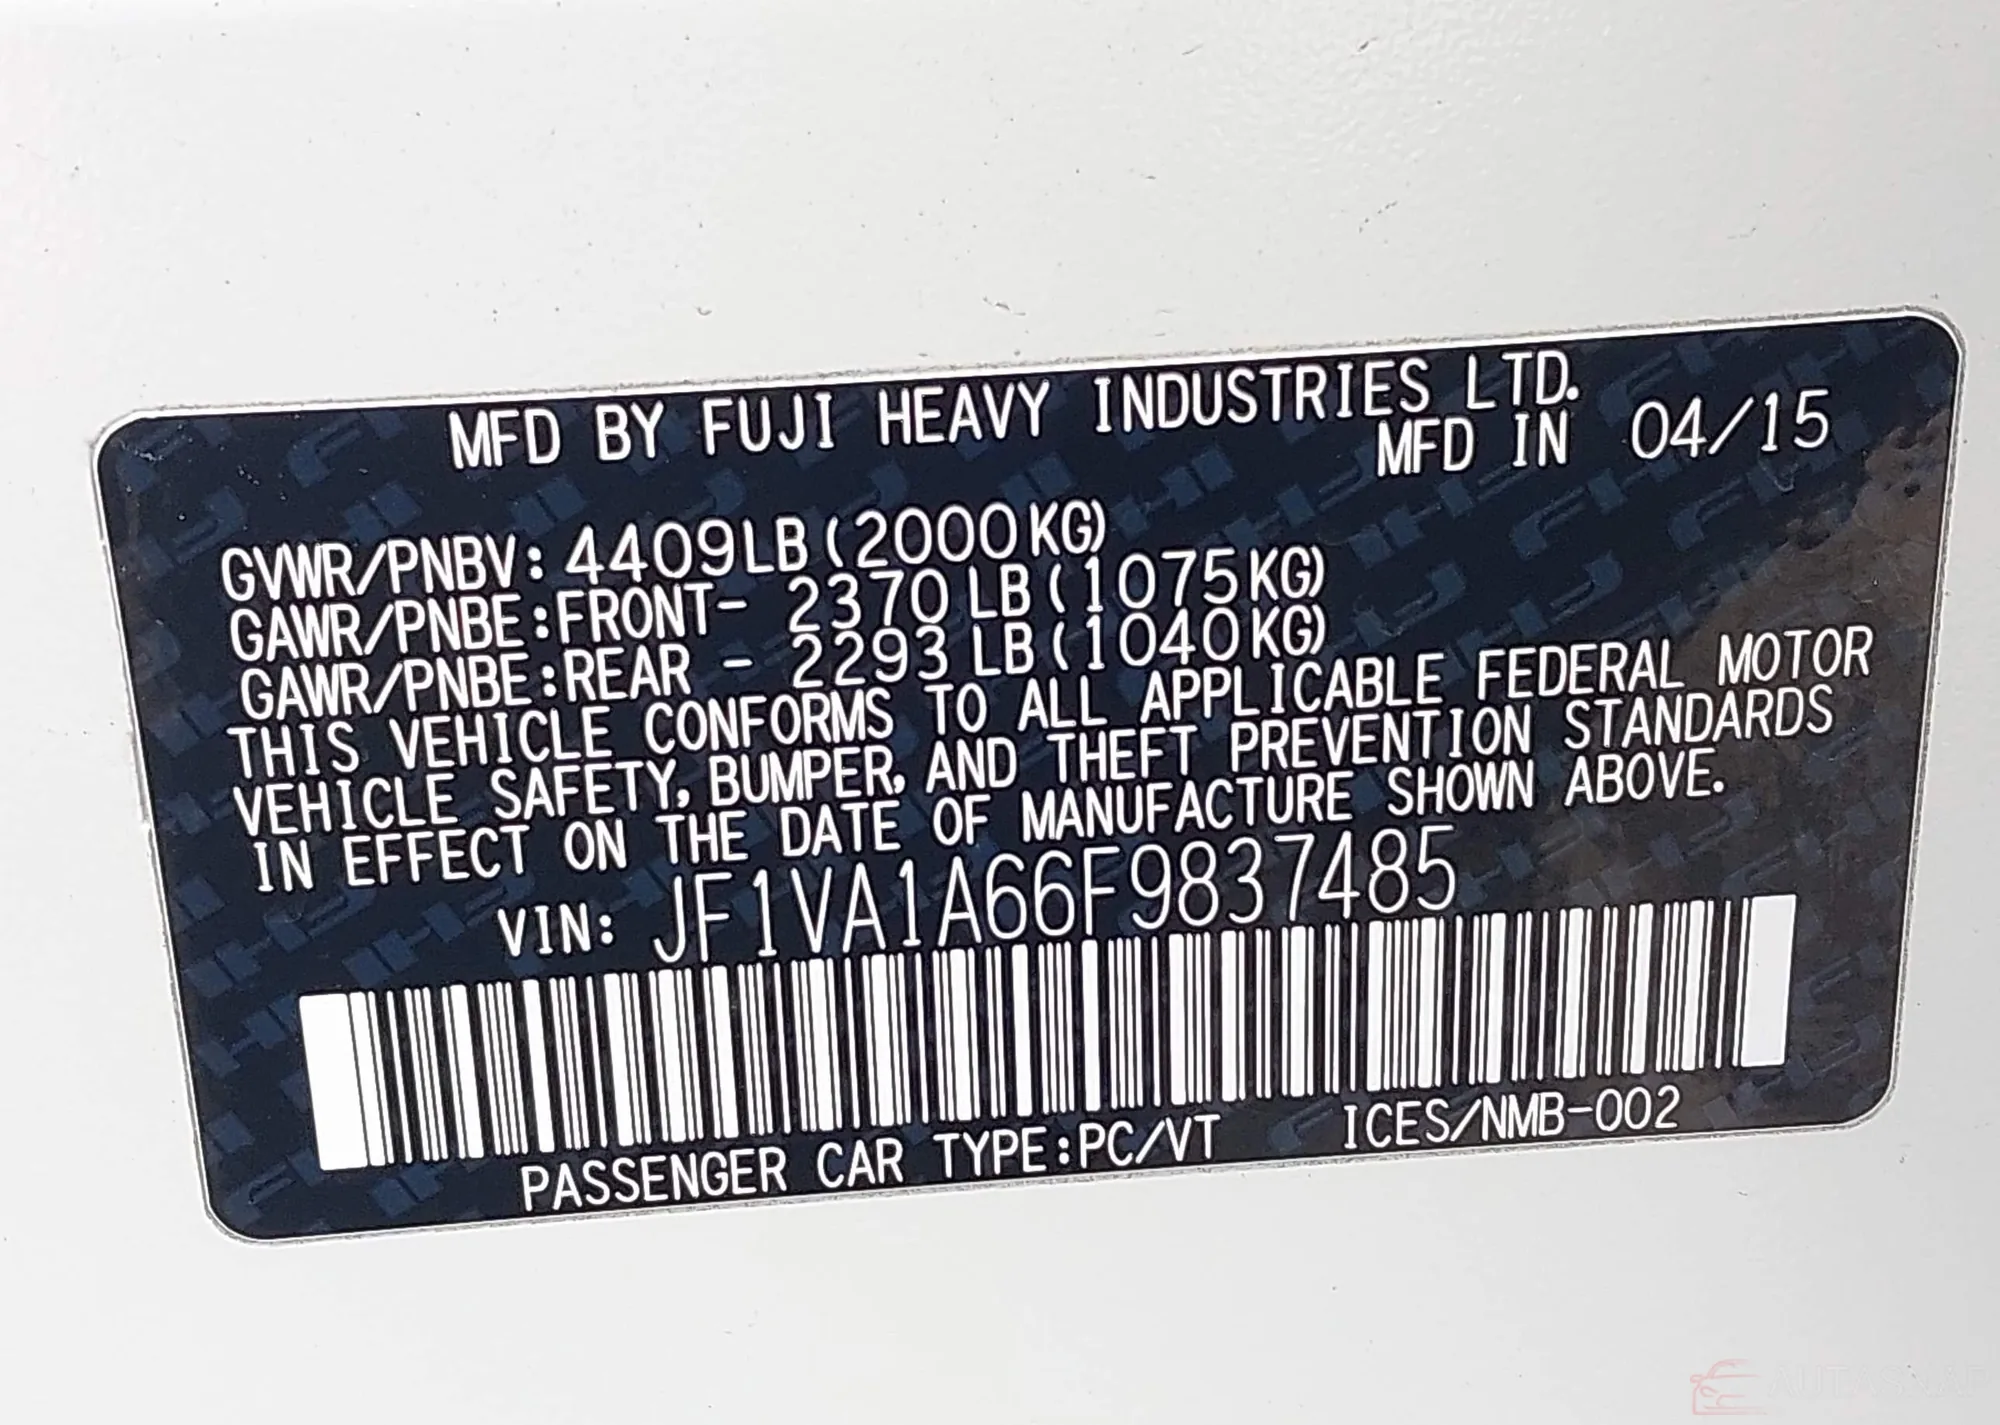 MFD BY FUJI HEAVY INDUSTRIES LTD.
MFD IN 04/15
GVWR/PNBV: 4409LB (2000KG)
GAWR/PNBE:FRONT- 2370 LB (1075KG)
GAWR/PNBE:REAR - 2293 LB (1040KG)
THIS VEHICLE CONFORMS TO ALL APPLICABLE FEDERAL MOTOR
VEHICLE SAFETY, BUMPER, AND THEFT PREVENTION STANDARDS
IN EFFECT ON THE DATE OF MANUFACTURE SHOWN ABOVE.
VIN: JF1VA1A66F9837485
PASSENGER CAR TYPE:PC/VT ICES/NMB-002